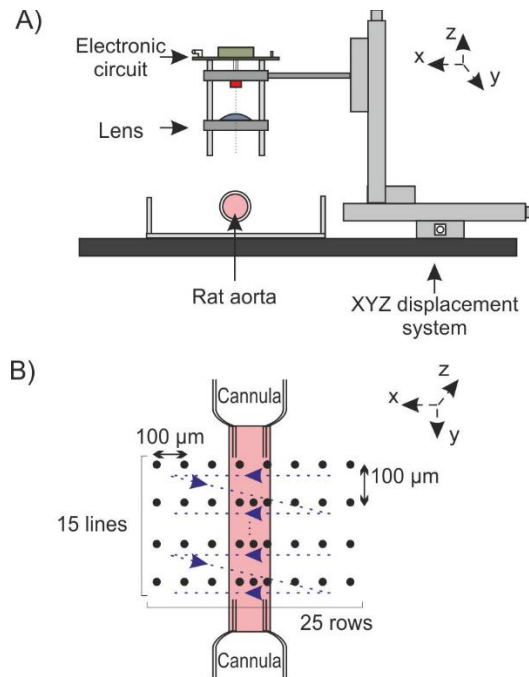 A)
Electronic
circuit
Lens
x
z
y
Rat aorta
XYZ displacement
system
B)
Cannula
x
z
y
100 µm
100 µm
15 lines
25 rows
Cannula